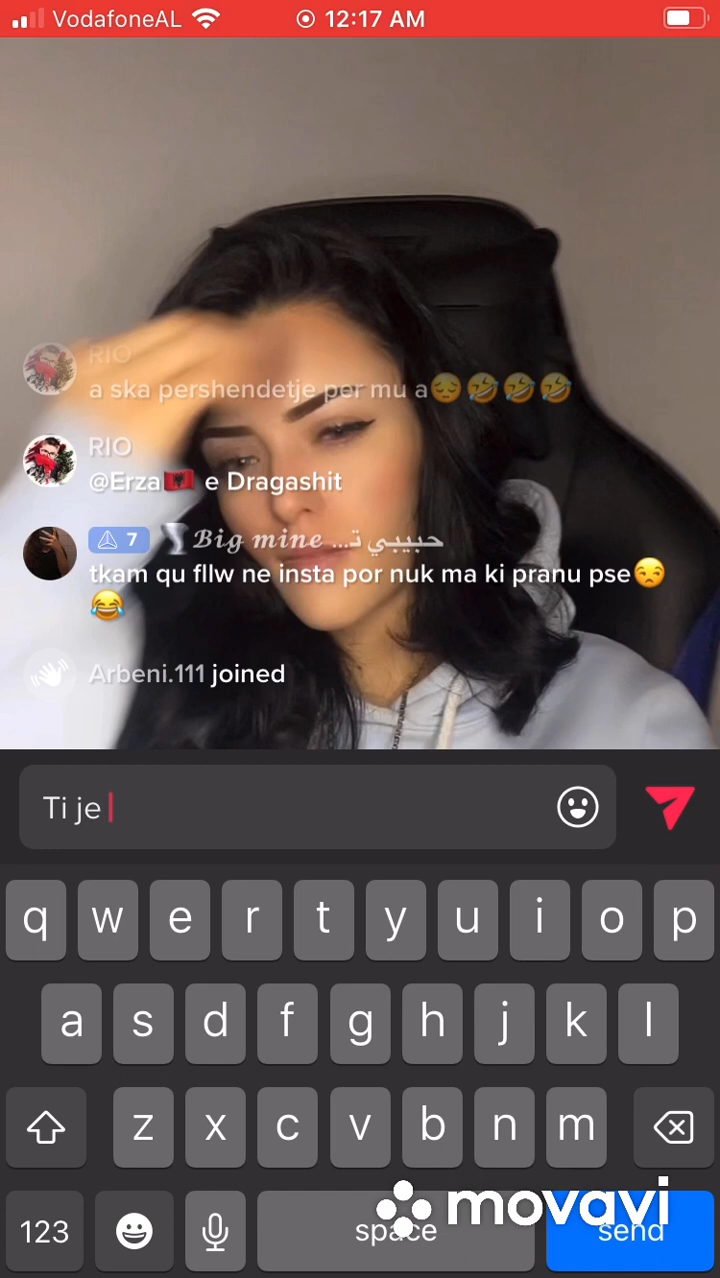 VodafoneAL 12:17 AM
RIO
a ska pershendetje per mu a😔🤣🤣🤣
RIO
@Erza🇦🇱 e Dragashit
7 𝓑𝓲𝓰 𝓶𝓲𝓷𝓮 حبيبي ت...
tkam qu fllw ne insta por nuk ma ki pranu pse😒
😂
Arbeni.111 joined
Ti je
q w e r t y u i o p
a s d f g h j k l
z x c v b n m
movavi
123 space send